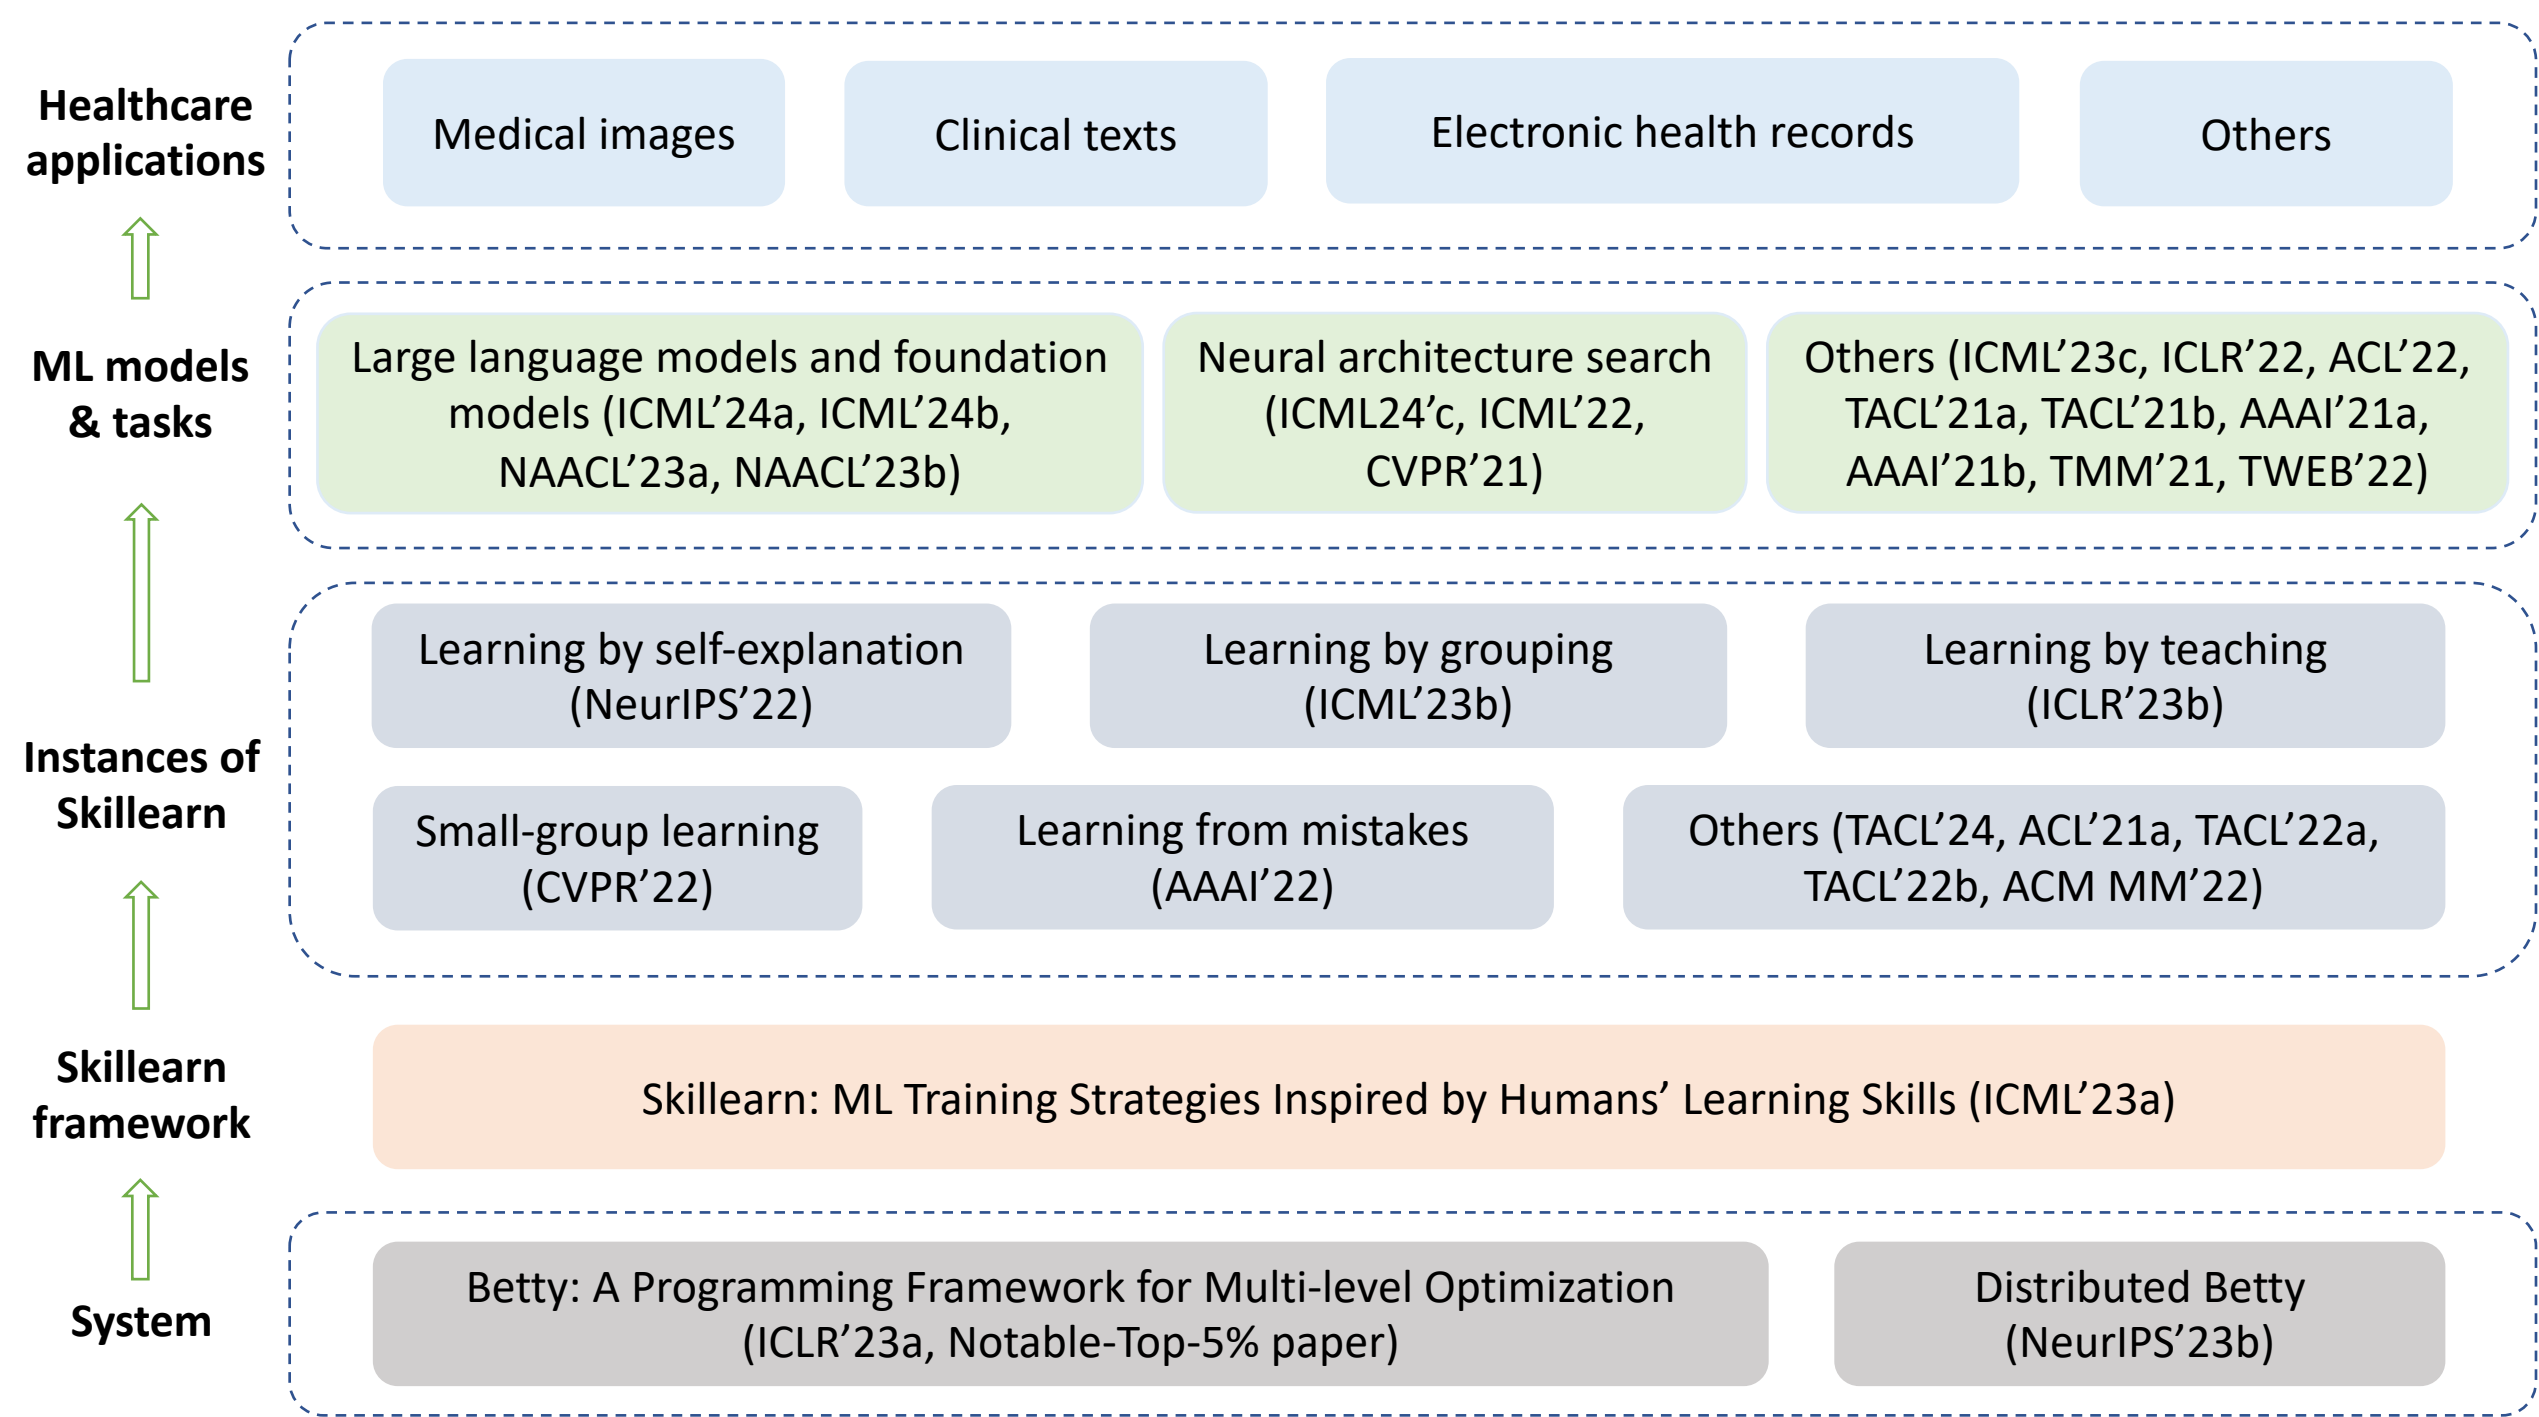 Healthcare
applications
Medical images
Clinical texts
Electronic health records
Others
ML models
& tasks
Large language models and foundation
models (ICML’24a, ICML’24b,
NAACL’23a, NAACL’23b)
Neural architecture search
(ICML24’c, ICML’22,
CVPR’21)
Others (ICML’23c, ICLR’22, ACL’22,
TACL’21a, TACL’21b, AAAI’21a,
AAAI’21b, TMM’21, TWEB’22)
Instances of
Skillearn
Learning by self-explanation
(NeurIPS’22)
Learning by grouping
(ICML’23b)
Learning by teaching
(ICLR’23b)
Small-group learning
(CVPR’22)
Learning from mistakes
(AAAI’22)
Others (TACL’24, ACL’21a, TACL’22a,
TACL’22b, ACM MM’22)
Skillearn
framework
Skillearn: ML Training Strategies Inspired by Humans’ Learning Skills (ICML’23a)
System
Betty: A Programming Framework for Multi-level Optimization
(ICLR’23a, Notable-Top-5% paper)
Distributed Betty
(NeurIPS’23b)